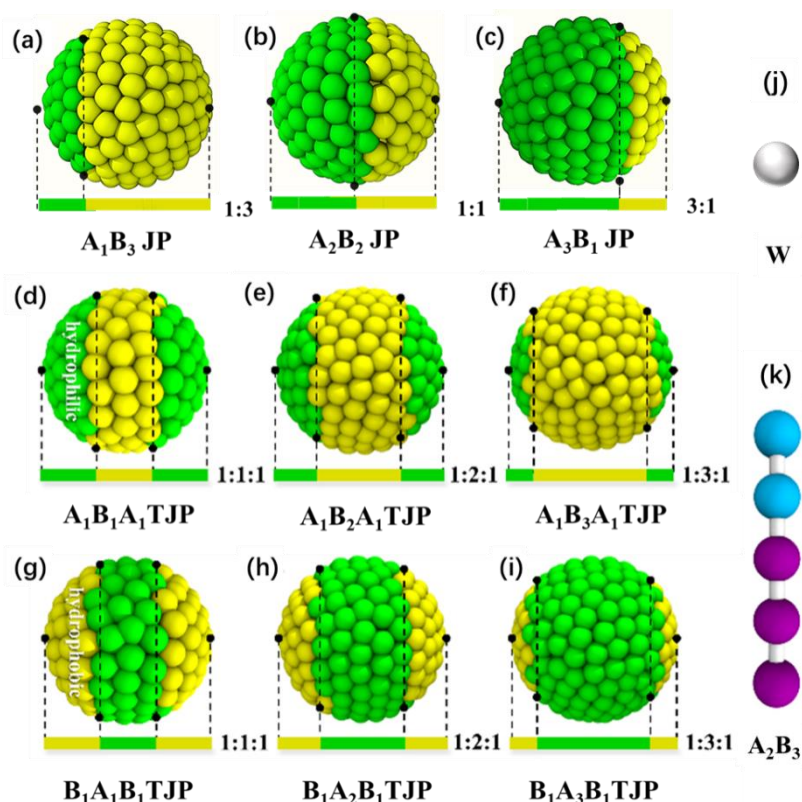 (a)
(b)
(c)
(j)
1:3
1:1
3:1
A₁B₃ JP
A₂B₂ JP
A₃B₁ JP
W
(d)
(e)
(f)
hydrophilic
(k)
1:1:1
1:2:1
1:3:1
A₁B₁A₁TJP
A₁B₂A₁TJP
A₁B₃A₁TJP
(g)
(h)
(i)
hydrophobic
1:1:1
1:2:1
1:3:1
A₂B₃
B₁A₁B₁TJP
B₁A₂B₁TJP
B₁A₃B₁TJP